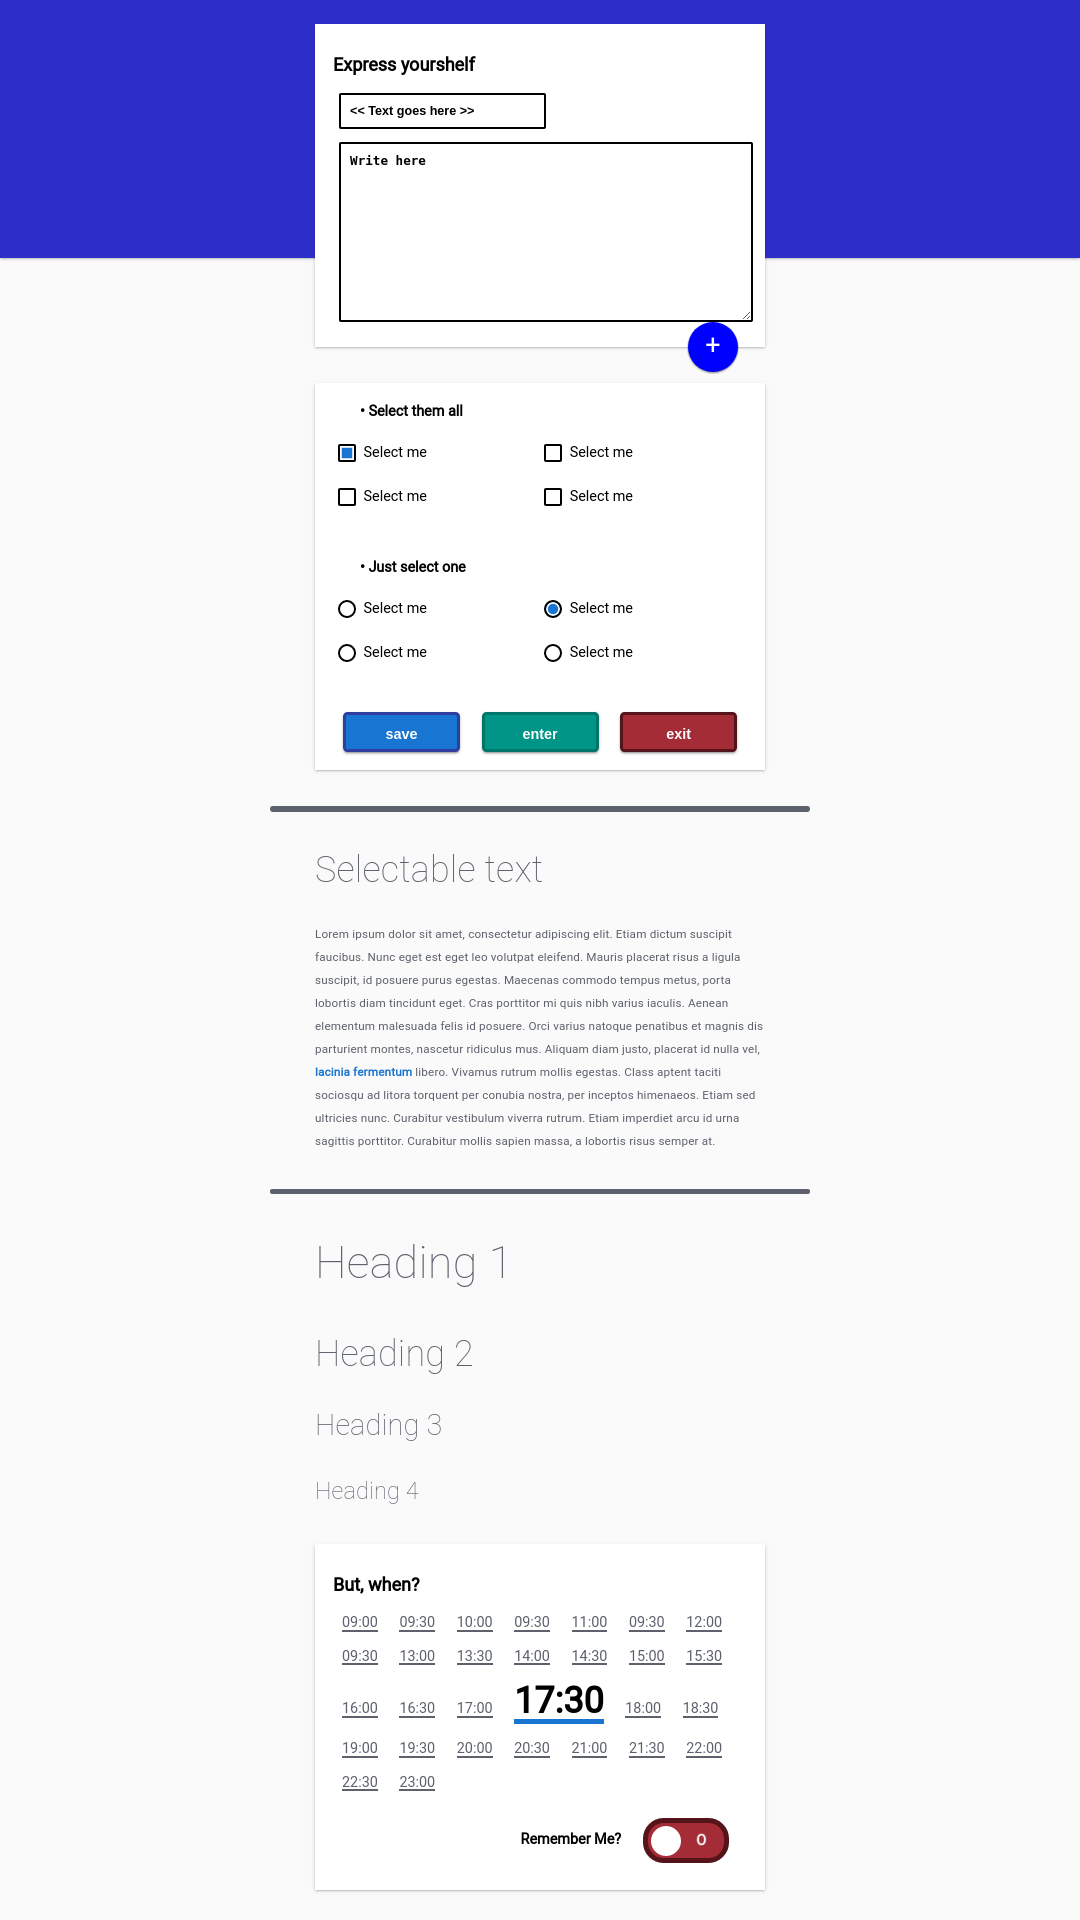 Express yourshelf
<< Text goes here >>
Write here
+
• Select them all
Select me Select me
Select me Select me
• Just select one
Select me Select me
Select me Select me
save enter exit
Selectable text
Lorem ipsum dolor sit amet, consectetur adipiscing elit. Etiam dictum suscipit
faucibus. Nunc eget est eget leo volutpat eleifend. Mauris placerat risus a ligula
suscipit, id posuere purus egestas. Maecenas commodo tempus metus, porta
lobortis diam tincidunt eget. Cras porttitor mi quis nibh varius iaculis. Aenean
elementum malesuada felis id posuere. Orci varius natoque penatibus et magnis dis
parturient montes, nascetur ridiculus mus. Aliquam diam justo, placerat id nulla vel,
lacinia fermentum libero. Vivamus rutrum mollis egestas. Class aptent taciti
sociosqu ad litora torquent per conubia nostra, per inceptos himenaeos. Etiam sed
ultricies nunc. Curabitur vestibulum viverra rutrum. Etiam imperdiet arcu id urna
sagittis porttitor. Curabitur mollis sapien massa, a lobortis risus semper at.
Heading 1
Heading 2
Heading 3
Heading 4
But, when?
09:00 09:30 10:00 09:30 11:00 09:30 12:00
09:30 13:00 13:30 14:00 14:30 15:00 15:30
16:00 16:30 17:00 17:30 18:00 18:30
19:00 19:30 20:00 20:30 21:00 21:30 22:00
22:30 23:00
Remember Me? O